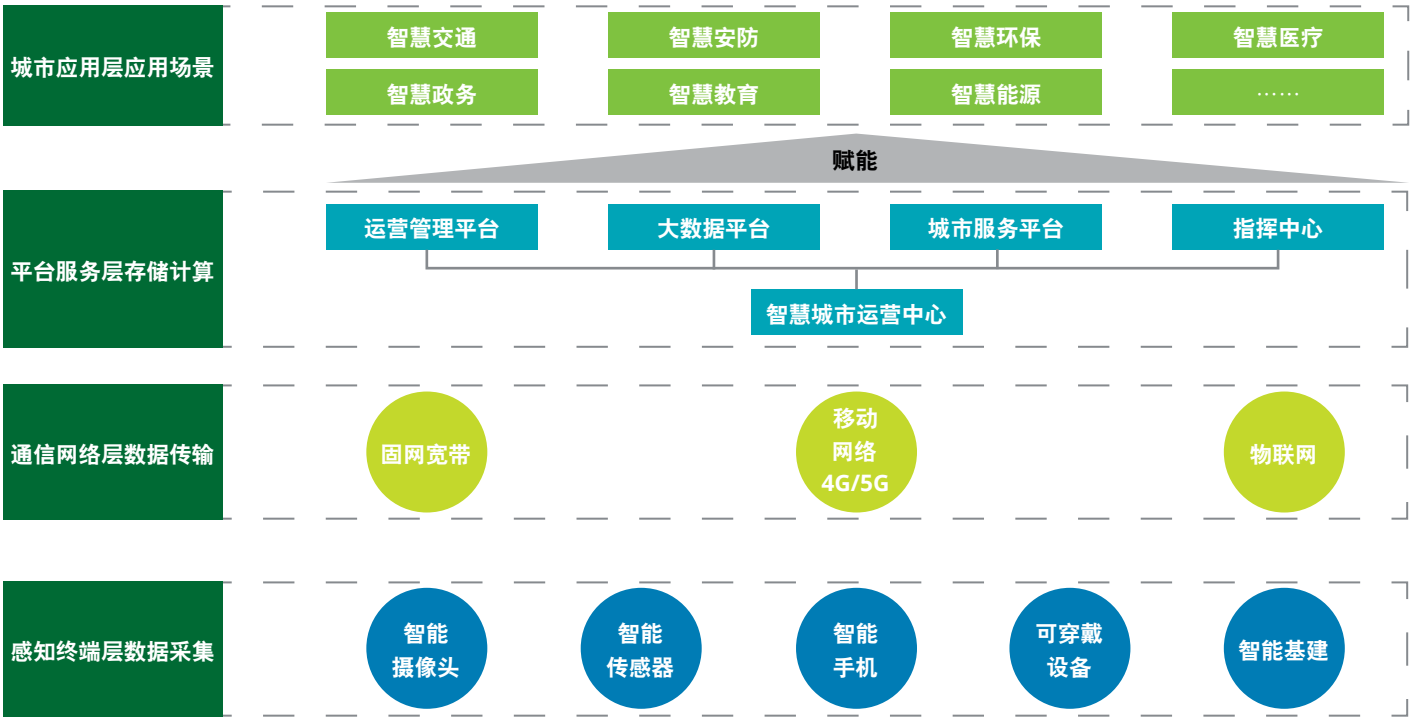 城市应用层应用场景
智慧交通
智慧安防
智慧环保
智慧医疗
智慧政务
智慧教育
智慧能源
……
赋能
平台服务层存储计算
运营管理平台
大数据平台
城市服务平台
指挥中心
智慧城市运营中心
通信网络层数据传输
固网宽带
移动
网络
4G/5G
物联网
感知终端层数据采集
智能
摄像头
智能
传感器
智能
手机
可穿戴
设备
智能基建